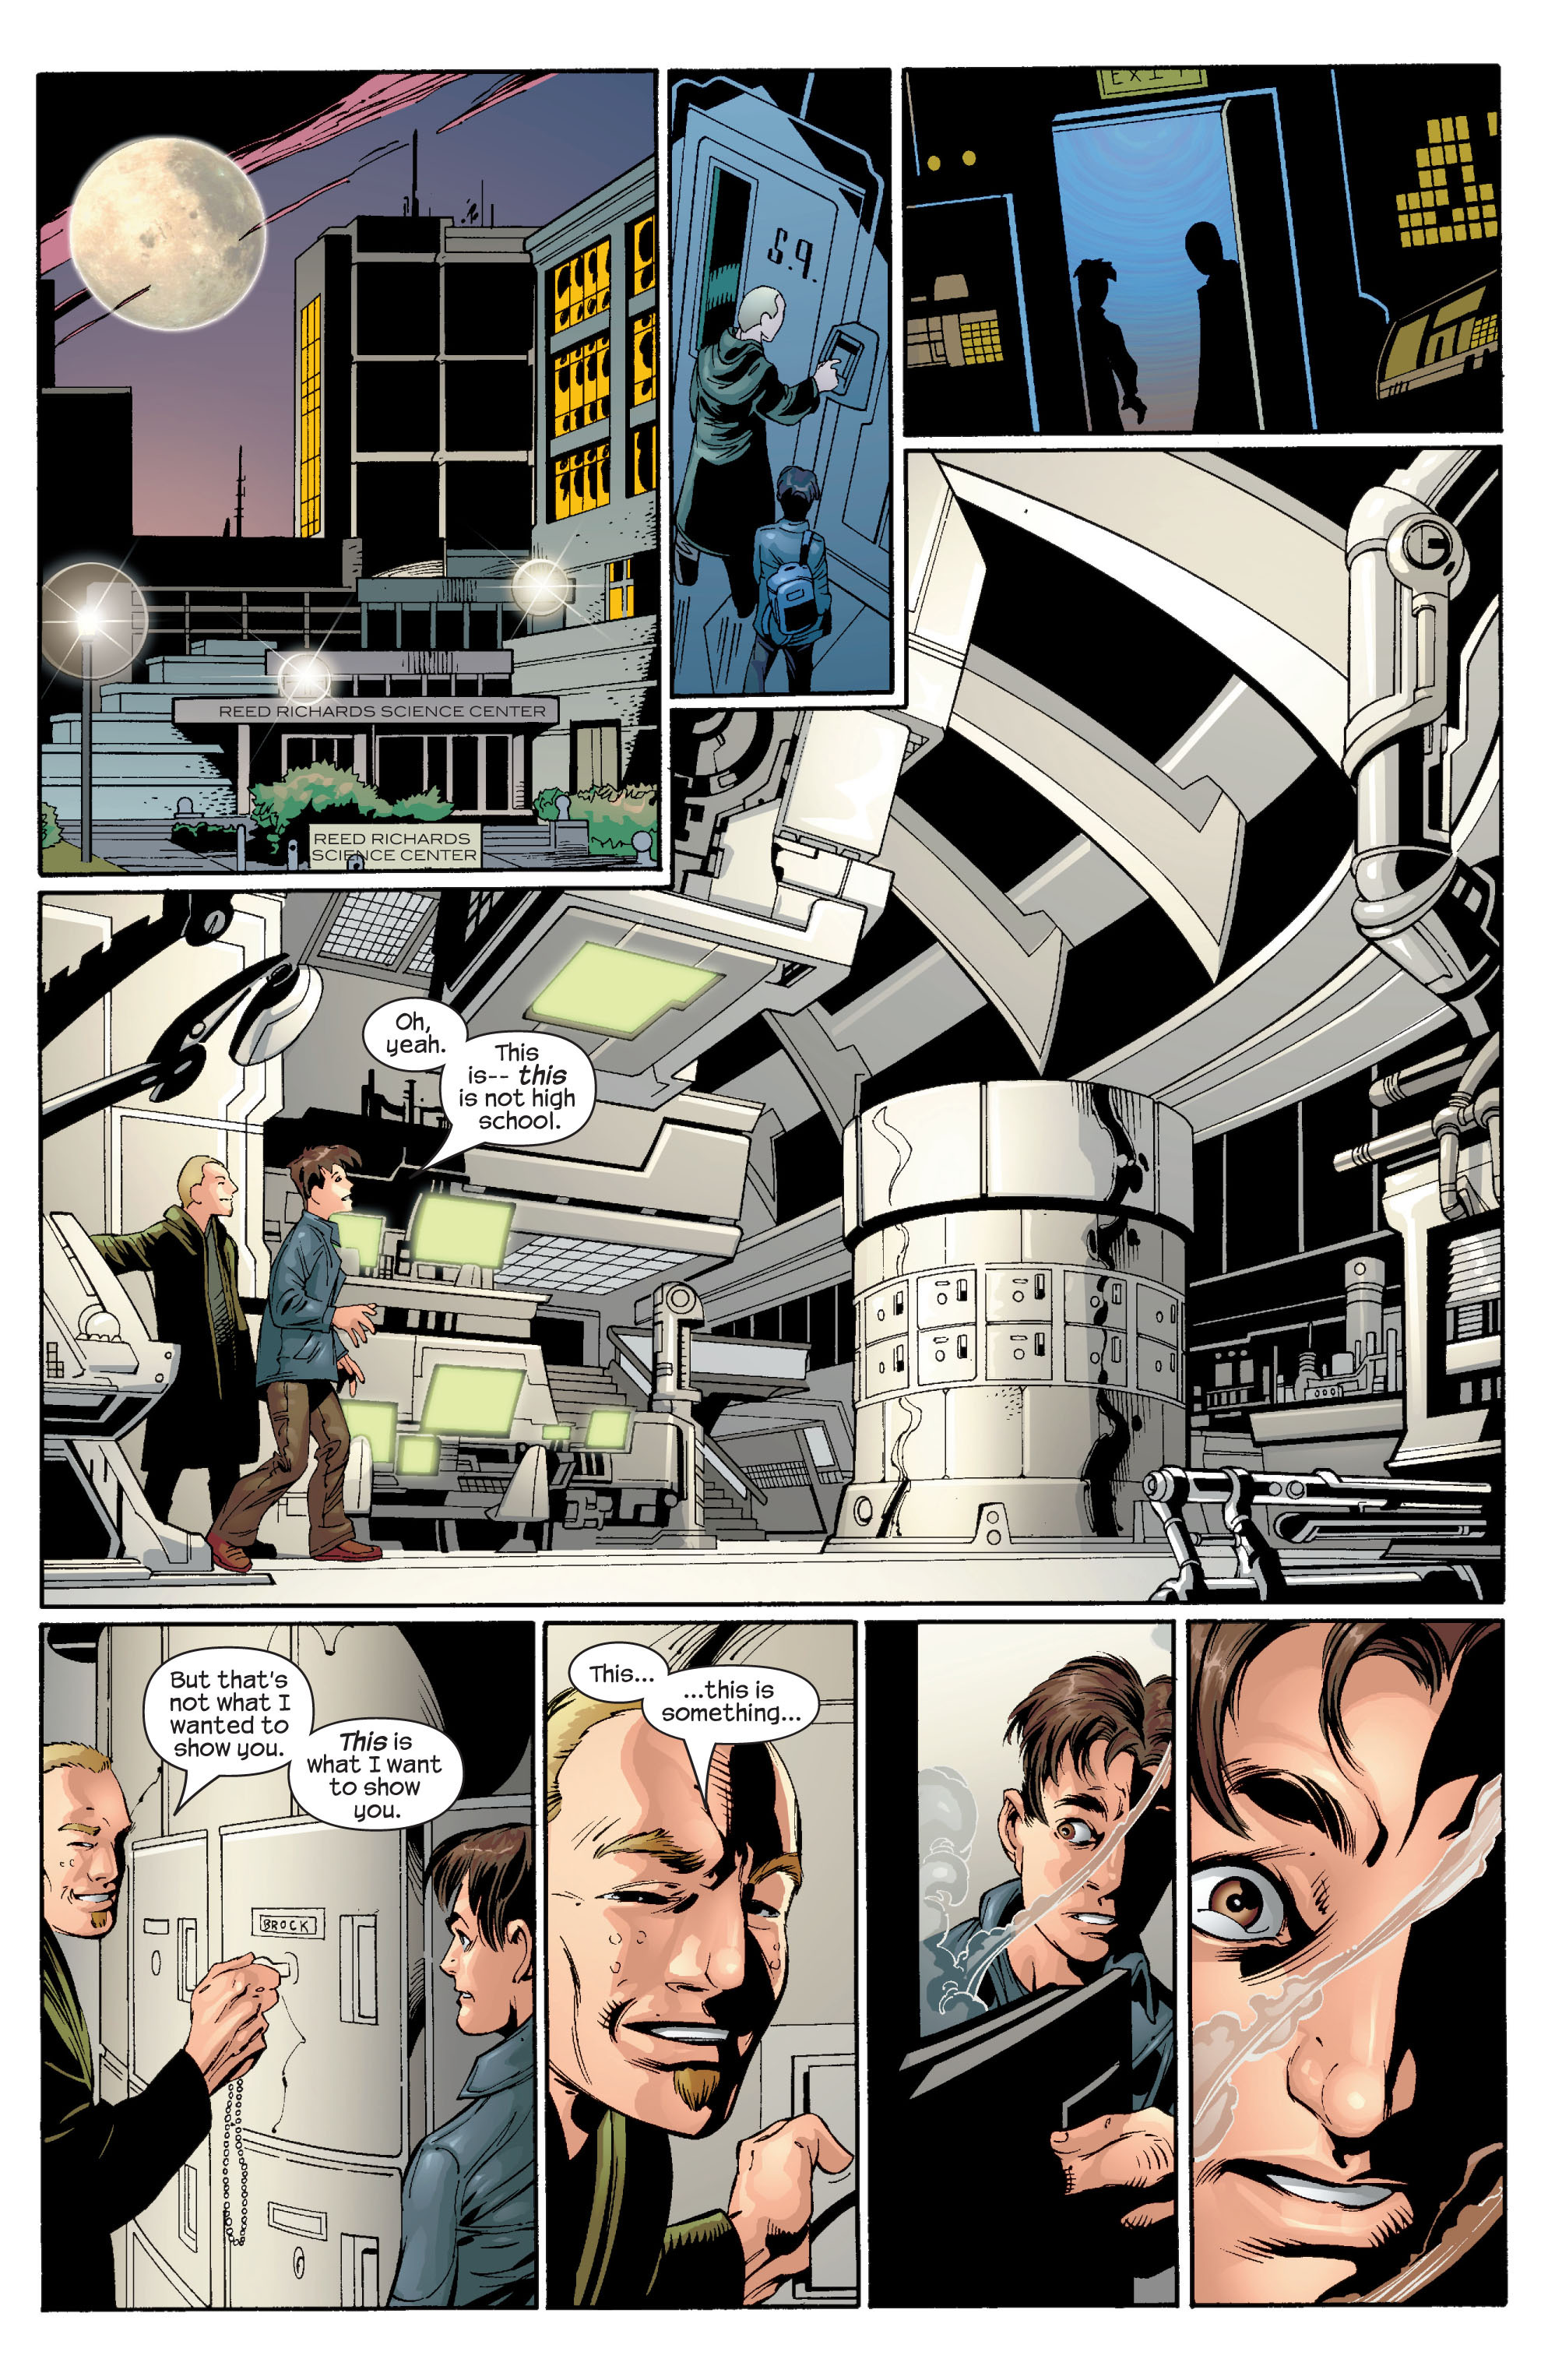 REED RICHARDS SCIENCE CENTER
REED RICHARDS
SCIENCE CENTER
S.9.
EXIT
Oh,
yeah.
This
is-- this
is not high
school.
But that's
not what I
wanted to
show you.
This is
what I want
to show
you.
BROCK
This...
...this is
something...